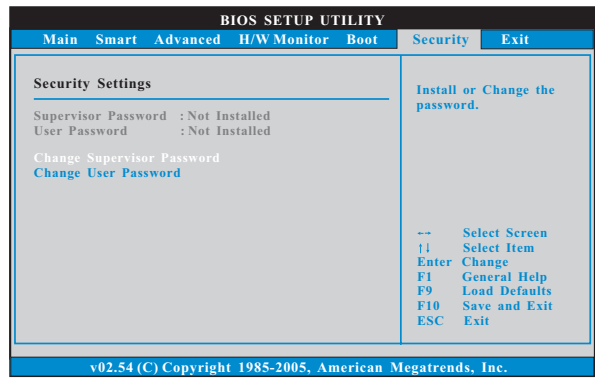 BIOS SETUP UTILITY
Main Smart Advanced H/W Monitor Boot Security Exit
Security Settings
Supervisor Password : Not Installed
User Password : Not Installed
Change Supervisor Password
Change User Password
Install or Change the
password.
←→ Select Screen
↑↓ Select Item
Enter Change
F1 General Help
F9 Load Defaults
F10 Save and Exit
ESC Exit
v02.54 (C) Copyright 1985-2005, American Megatrends, Inc.